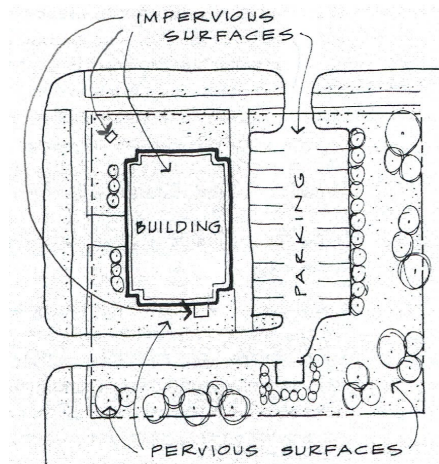 IMPERVIOUS
SURFACES
BUILDING
PARKING
PERVIOUS SURFACES